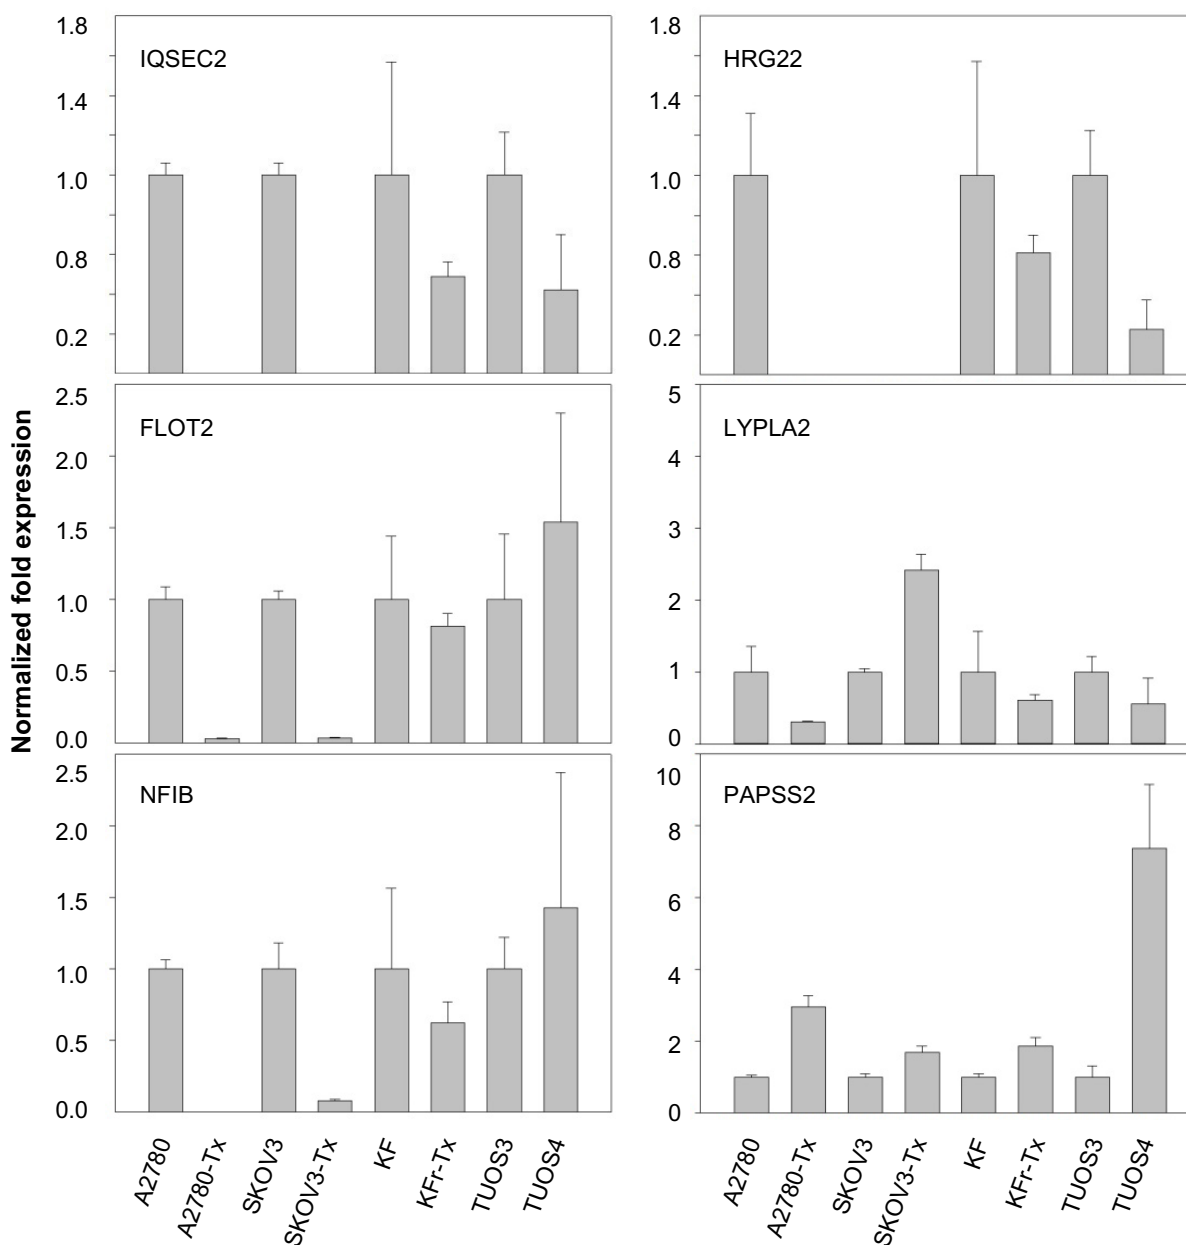 Normalized fold expression
IQSEC2
1.8
1.4
1.0
0.8
0.2
HRG22
1.8
1.4
1.0
0.8
0.2
FLOT2
2.5
2.0
1.5
1.0
0.5
0.0
LYPLA2
5
4
3
2
1
0
NFIB
2.5
2.0
1.5
1.0
0.5
0.0
PAPSS2
10
8
6
4
2
0
A2780
A2780-Tx
SKOV3
SKOV3-Tx
KF
KFr-Tx
TUOS3
TUOS4
A2780
A2780-Tx
SKOV3
SKOV3-Tx
KF
KFr-Tx
TUOS3
TUOS4